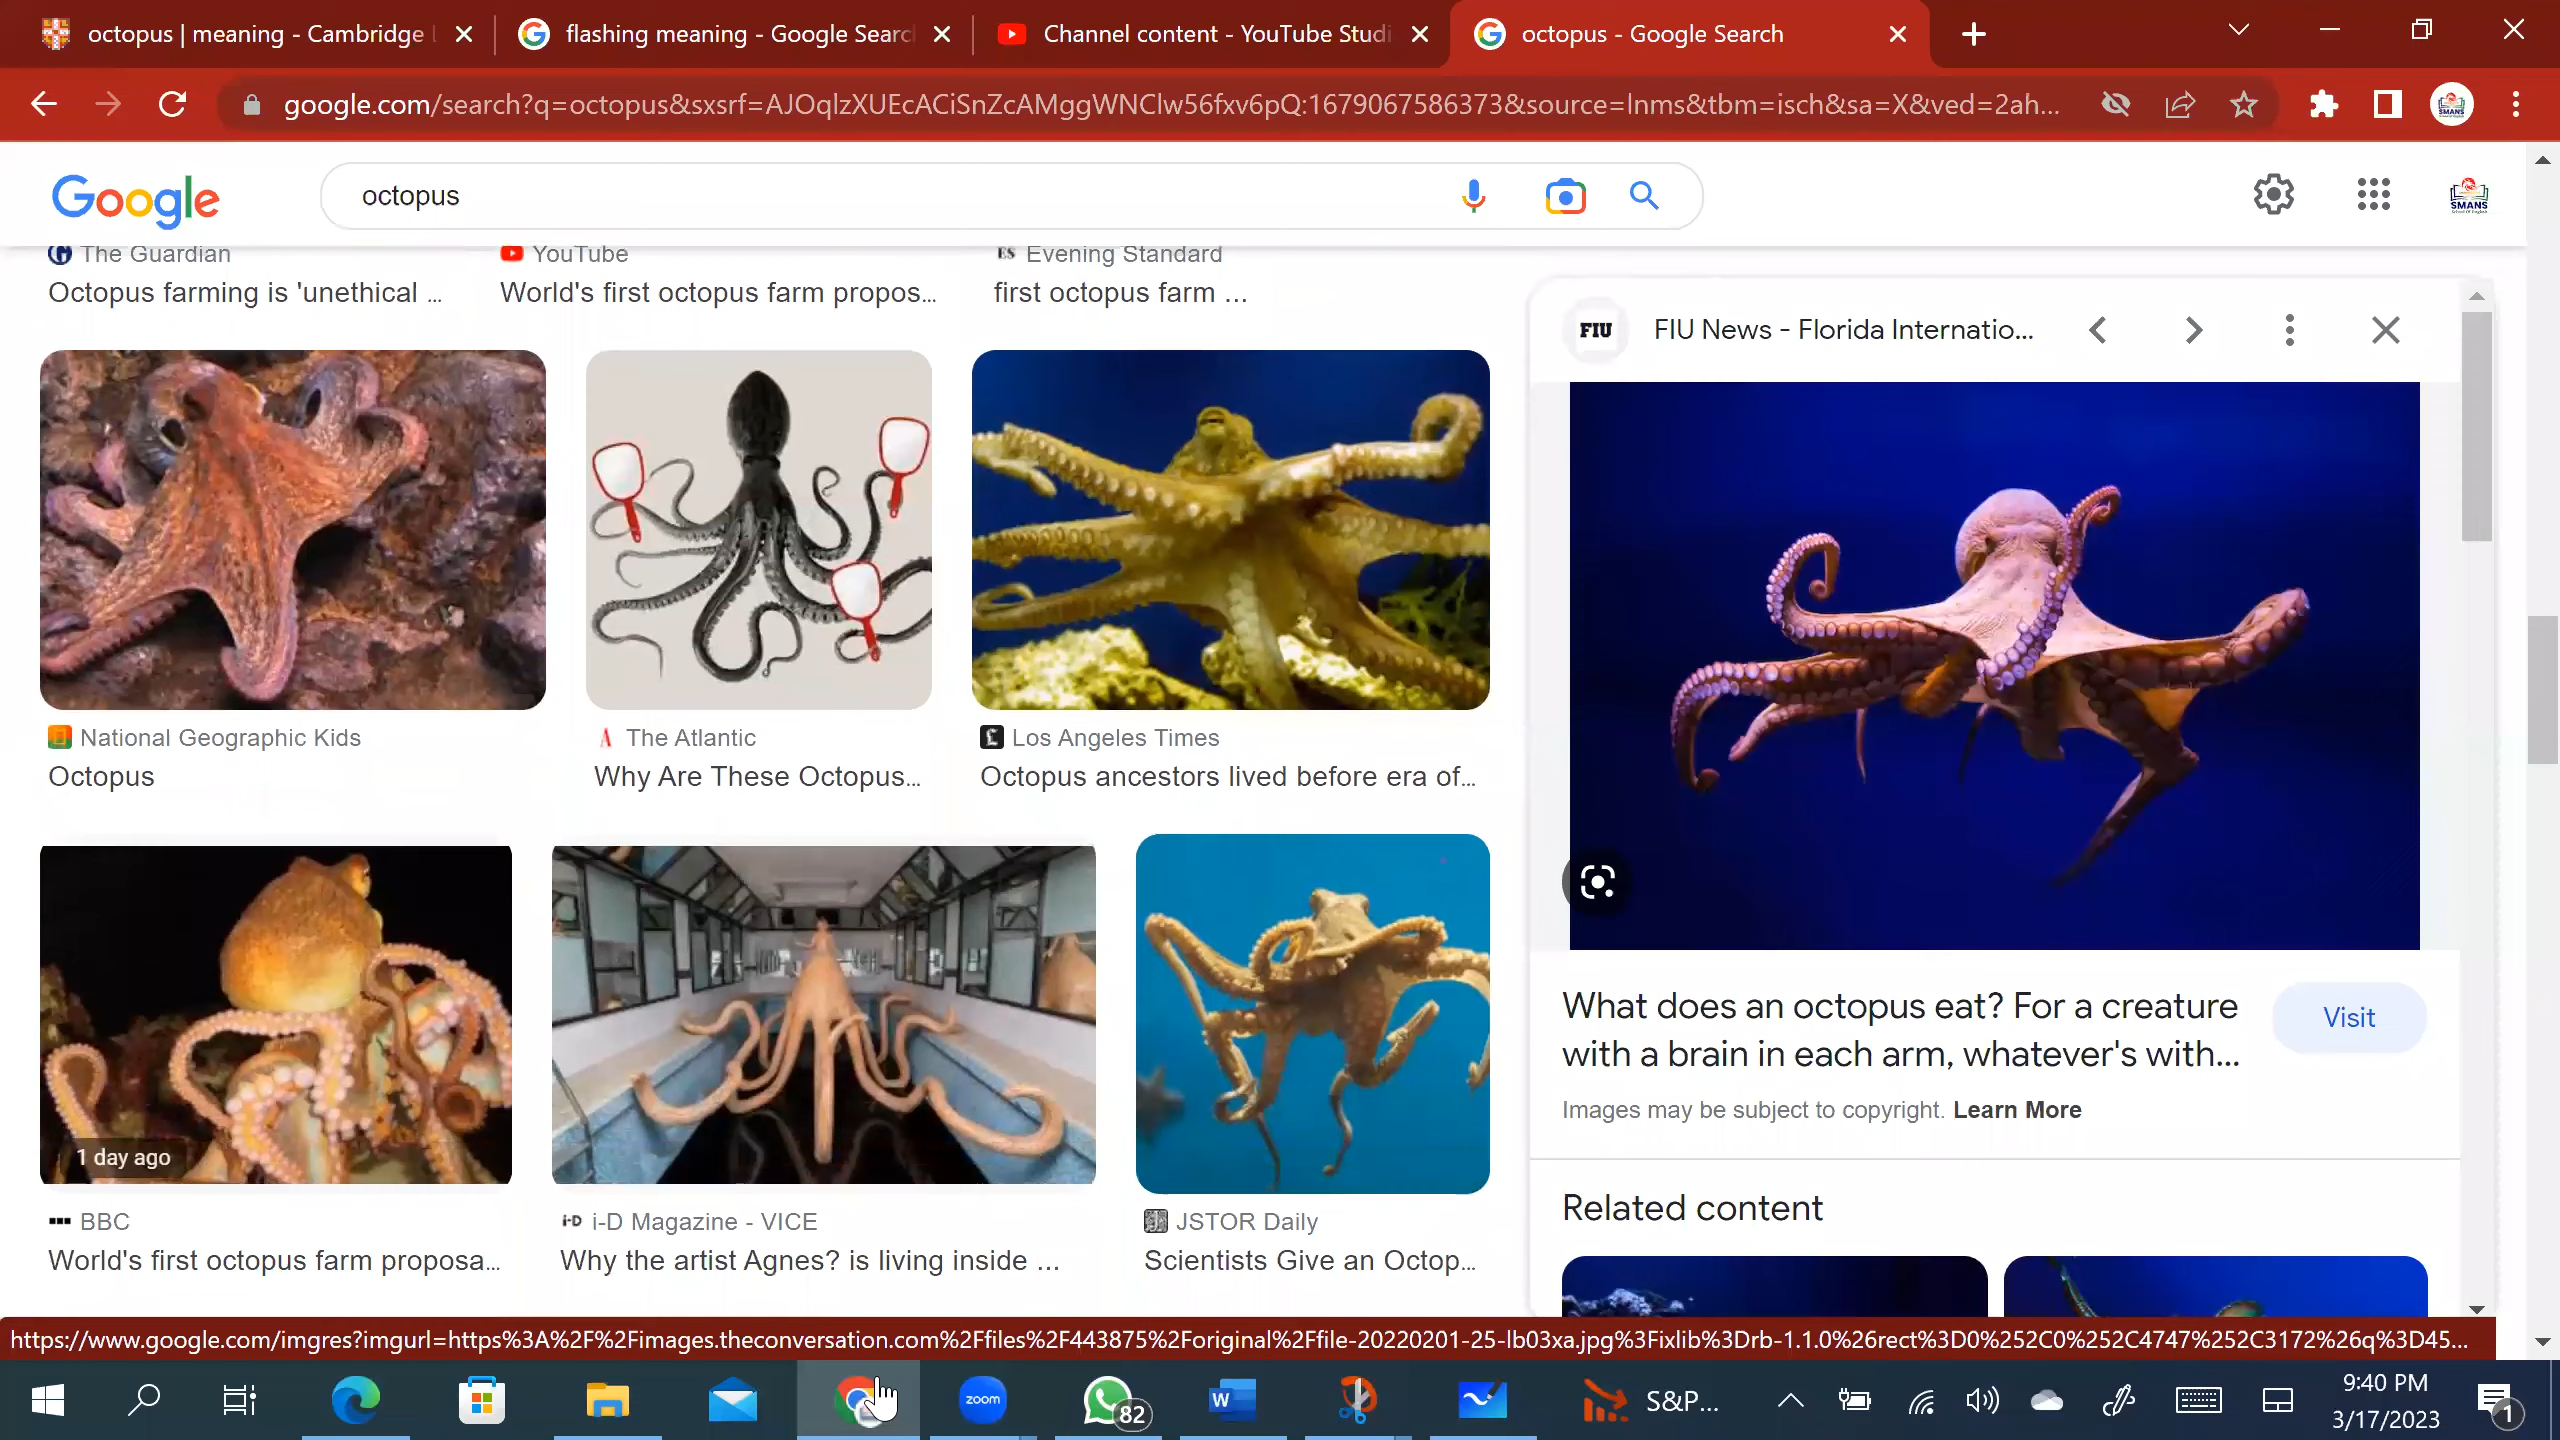 octopus | meaning - Cambridge
flashing meaning - Google Searc
Channel content - YouTube Studi
octopus - Google Search
google.com/search?q=octopus&sxsrf=AJOqlzXUEcACiSnZcAMggWNClw56fxv6pQ:1679067586373&source=lnms&tbm=isch&sa=X&ved=2ah...
Google
octopus
SMANS
The Guardian
Octopus farming is 'unethical ...
YouTube
World's first octopus farm propos...
ES Evening Standard
first octopus farm ...
National Geographic Kids
Octopus
The Atlantic
Why Are These Octopus...
Los Angeles Times
Octopus ancestors lived before era of...
1 day ago
BBC
World's first octopus farm proposa...
i-D i-D Magazine - VICE
Why the artist Agnes? is living inside ...
JSTOR Daily
Scientists Give an Octop...
FIU FIU News - Florida Internatio...
What does an octopus eat? For a creature
with a brain in each arm, whatever's with...
Visit
Images may be subject to copyright. Learn More
Related content
https://www.google.com/imgres?imgurl=https%3A%2F%2Fimages.theconversation.com%2Ffiles%2F443875%2Foriginal%2Ffile-20220201-25-lb03xa.jpg%3Fixlib%3Drb-1.1.0%26rect%3D0%252C0%252C4747%252C3172%26q%3D45...
zoom
82
W
S&P...
9:40 PM
3/17/2023
1